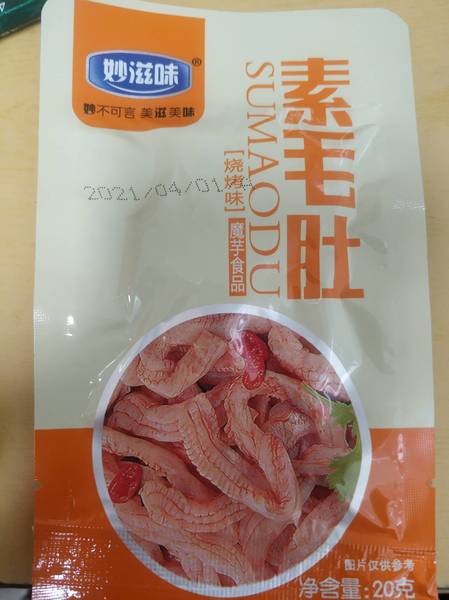 妙滋味®
妙不可言 美滋美味
素毛肚
SUMAODU
[烧烤味]
魔芋食品
2021/04/01
图片仅供参考
净含量:20克